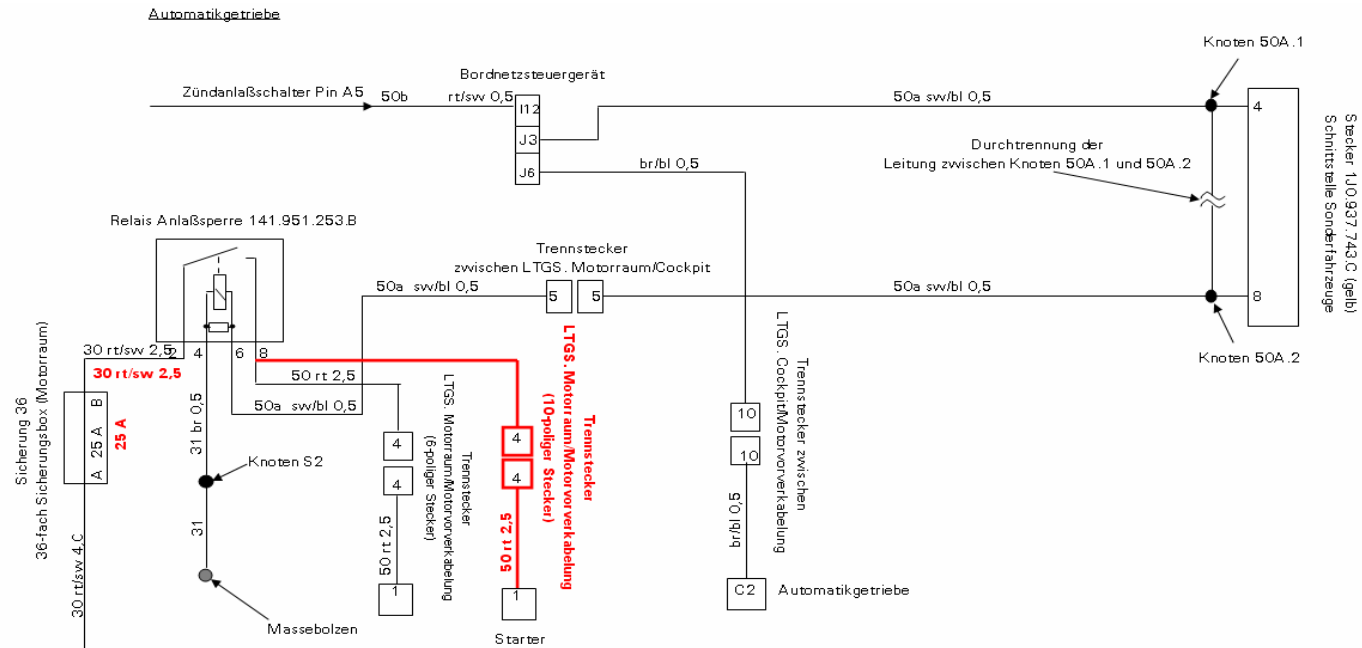 Automatikgetriebe
Knoten 50A.1
Bordnetzsteuergerät
Zündanlaßschalter Pin A5
50b
rt/sw 0,5
I12
J3
J6
50a sw/bl 0,5
4
Durchtrennung der
Leitung zwischen Knoten 50A.1 und 50A.2
br/bl 0,5
Stecker 1J0.937.743.C (gelb)
Schnittstelle Sonderfahrzeuge
Relais Anlaßsperre 141.951.253.B
Trennstecker
zwischen LTGS. Motorraum/Cockpit
50a sw/bl 0,5
5
5
50a sw/bl 0,5
8
Knoten 50A.2
30 rt/sw 2,5
2
4
6
8
30 rt/sw 2,5
50 rt 2,5
50a sw/bl 0,5
Sicherung 36
36-fach Sicherungsbox (Motorraum)
A 25 A B
25 A
31 br 0,5
Knoten S2
31
Massebolzen
30 rt/sw 4,C
4
4
50 rt 2,5
1
Trennstecker
LTGS. Motorraum/Motorvorverkabelung
(6-poliger Stecker)
4
4
50 rt 2,5
1
Starter
Trennstecker
LTGS. Motorraum/Motorvorverkabelung
(10-poliger Stecker)
10
10
br/bl 0,5
C2
Automatikgetriebe
Trennstecker zwischen
LTGS. Cockpit/Motorvorverkabelung